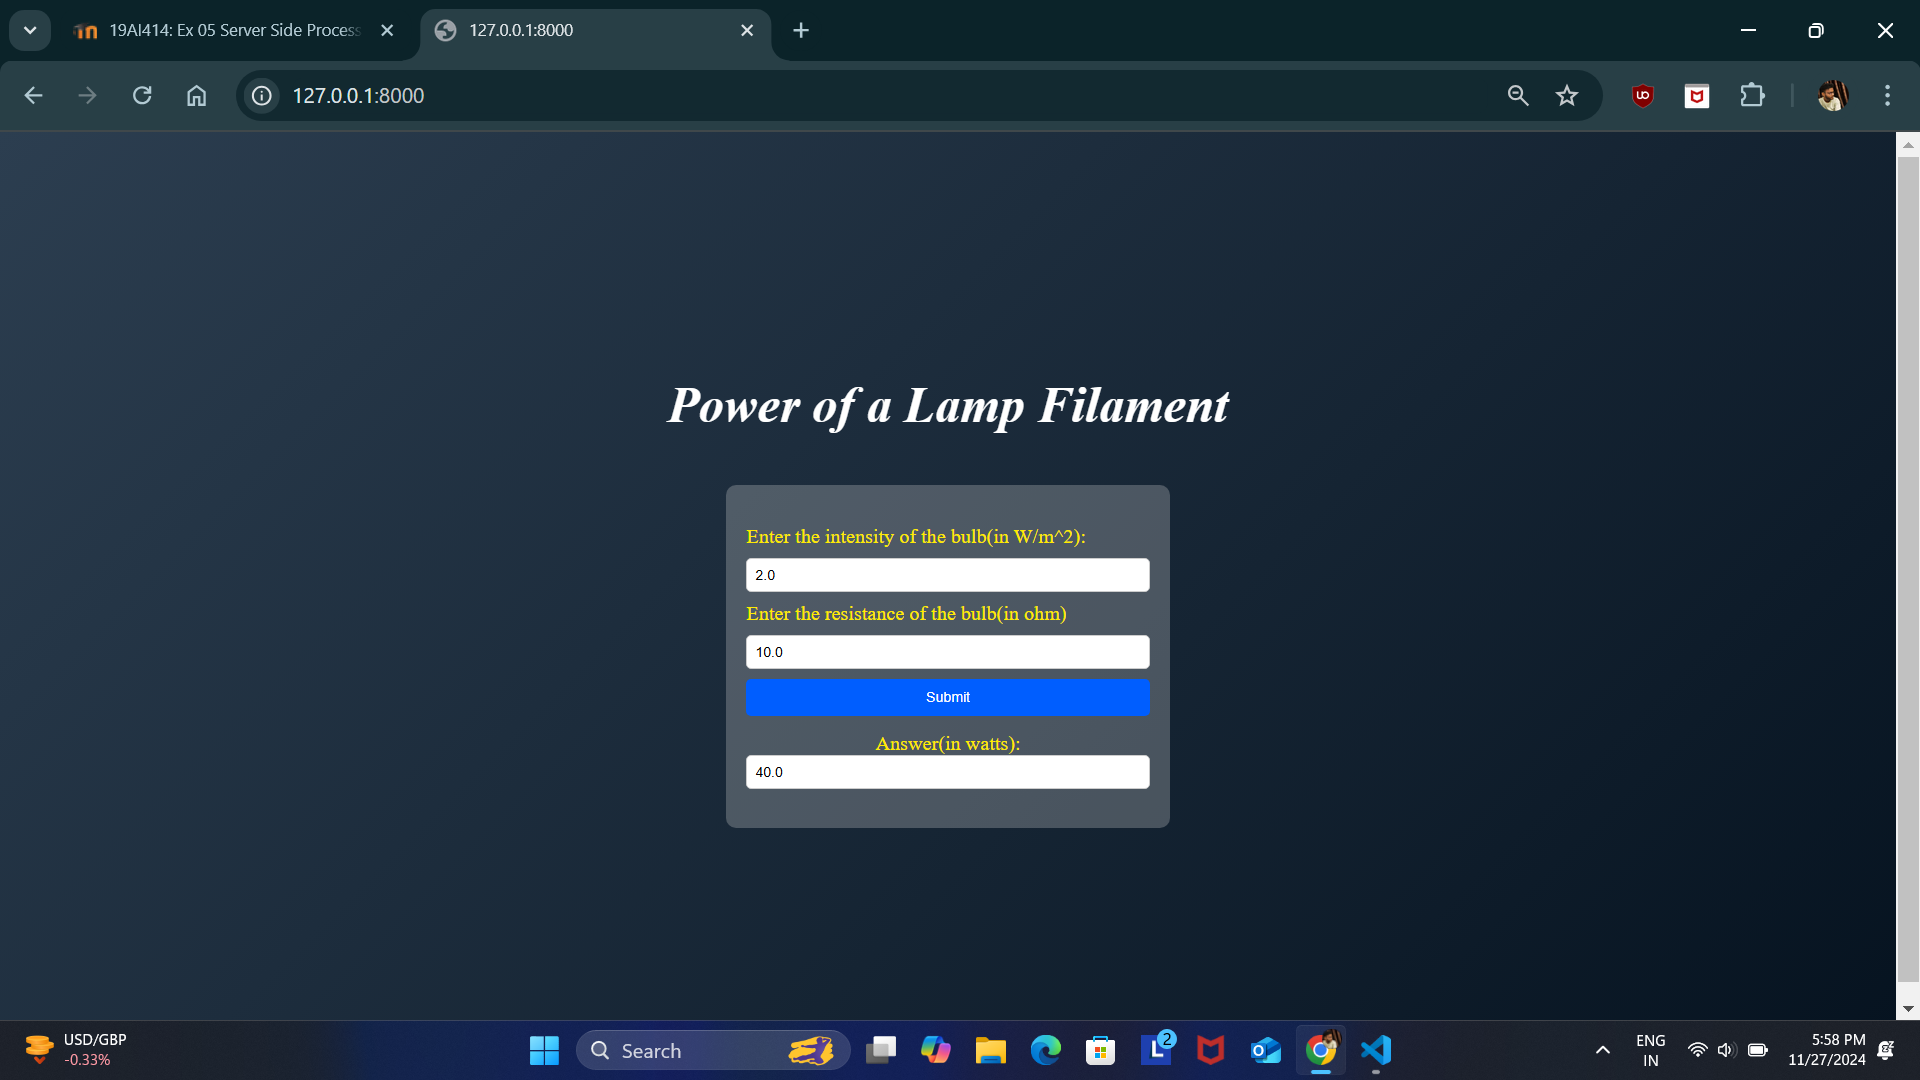 19AI414: Ex 05 Server Side Process
127.0.0.1:8000
127.0.0.1:8000
Power of a Lamp Filament
Enter the intensity of the bulb(in W/m^2):
2.0
Enter the resistance of the bulb(in ohm)
10.0
Submit
Answer(in watts):
40.0
USD/GBP
-0.33%
Search
2
ENG
IN
5:58 PM
11/27/2024